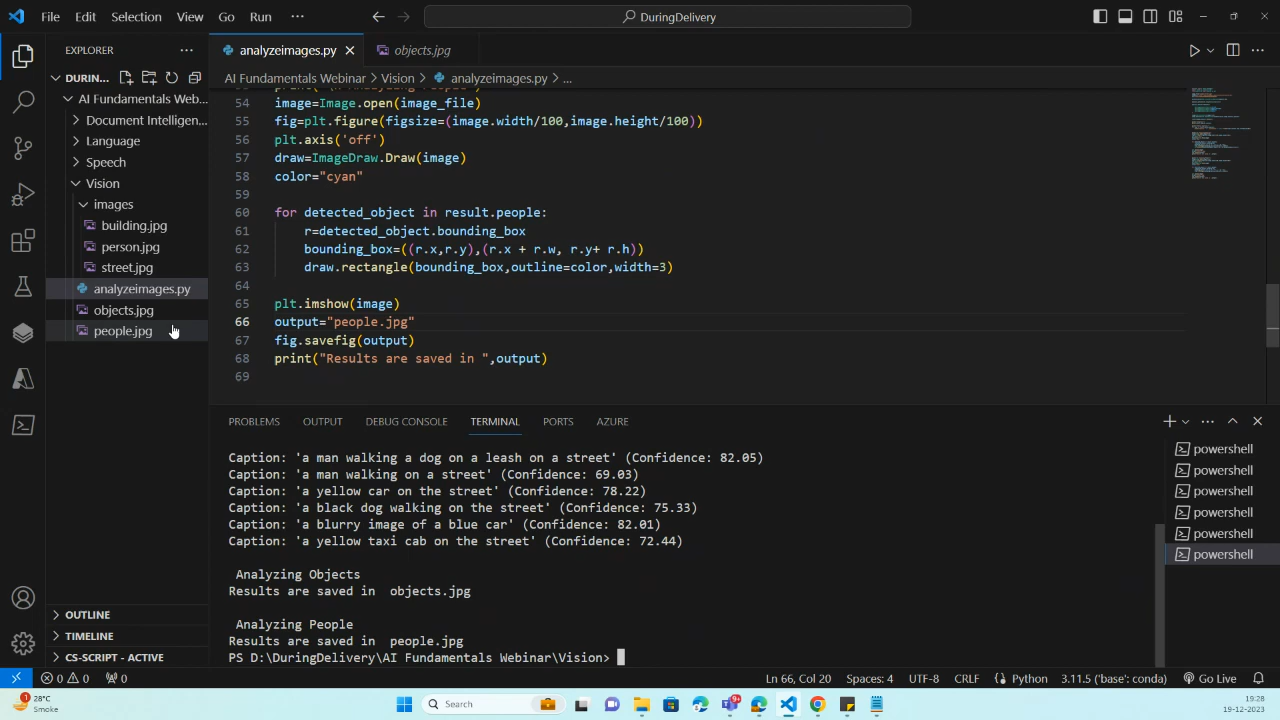 File Edit Selection View Go Run ··· DuringDelivery
EXPLORER ···
analyzeimages.py objects.jpg
DURIN...
AI Fundamentals Webinar > Vision > analyzeimages.py > ...
AI Fundamentals Web...
Document Intelligen...
Language
Speech
Vision
images
building.jpg
person.jpg
street.jpg
analyzeimages.py
objects.jpg
people.jpg
54 image=Image.open(image_file)
55 fig=plt.figure(figsize=(image.width/100,image.height/100))
56 plt.axis('off')
57 draw=ImageDraw.Draw(image)
58 color="cyan"
59
60 for detected_object in result.people:
61 r=detected_object.bounding_box
62 bounding_box=((r.x,r.y),(r.x + r.w, r.y+ r.h))
63 draw.rectangle(bounding_box,outline=color,width=3)
64
65 plt.imshow(image)
66 output="people.jpg"
67 fig.savefig(output)
68 print("Results are saved in ",output)
69
PROBLEMS OUTPUT DEBUG CONSOLE TERMINAL PORTS AZURE
Caption: 'a man walking a dog on a leash on a street' (Confidence: 82.05)
Caption: 'a man walking on a street' (Confidence: 69.03)
Caption: 'a yellow car on the street' (Confidence: 78.22)
Caption: 'a black dog walking on the street' (Confidence: 75.33)
Caption: 'a blurry image of a blue car' (Confidence: 82.01)
Caption: 'a yellow taxi cab on the street' (Confidence: 72.44)
Analyzing Objects
Results are saved in objects.jpg
Analyzing People
Results are saved in people.jpg
PS D:\DuringDelivery\AI Fundamentals Webinar\Vision>
powershell
powershell
powershell
powershell
powershell
powershell
OUTLINE
TIMELINE
CS-SCRIPT - ACTIVE
0 0 0 Ln 66, Col 20 Spaces: 4 UTF-8 CRLF Python 3.11.5 ('base': conda) Go Live
28°C
Smoke
Search
19:28
19-12-2023